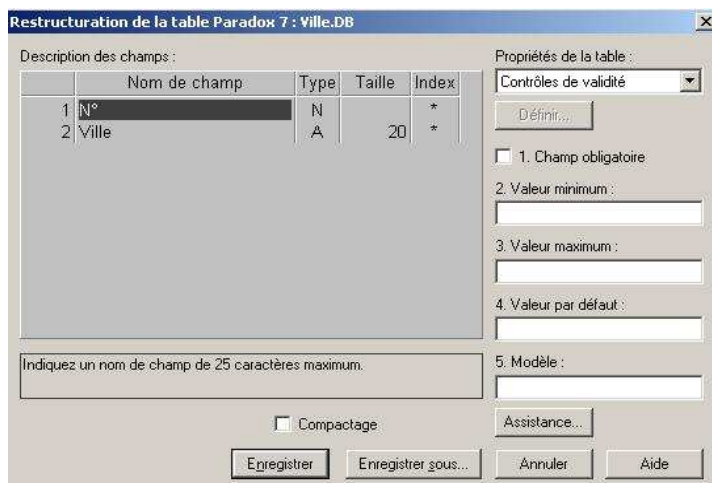 Restructuration de la table Paradox 7 : Ville.DB
Description des champs :
Nom de champ Type Taille Index
1 N° N *
2 Ville A 20 *
Indiquez un nom de champ de 25 caractères maximum.
Compactage
Enregistrer Enregistrer sous...
Propriétés de la table :
Contrôles de validité
Définir...
1. Champ obligatoire
2. Valeur minimum :
3. Valeur maximum :
4. Valeur par défaut :
5. Modèle :
Assistance...
Annuler Aide